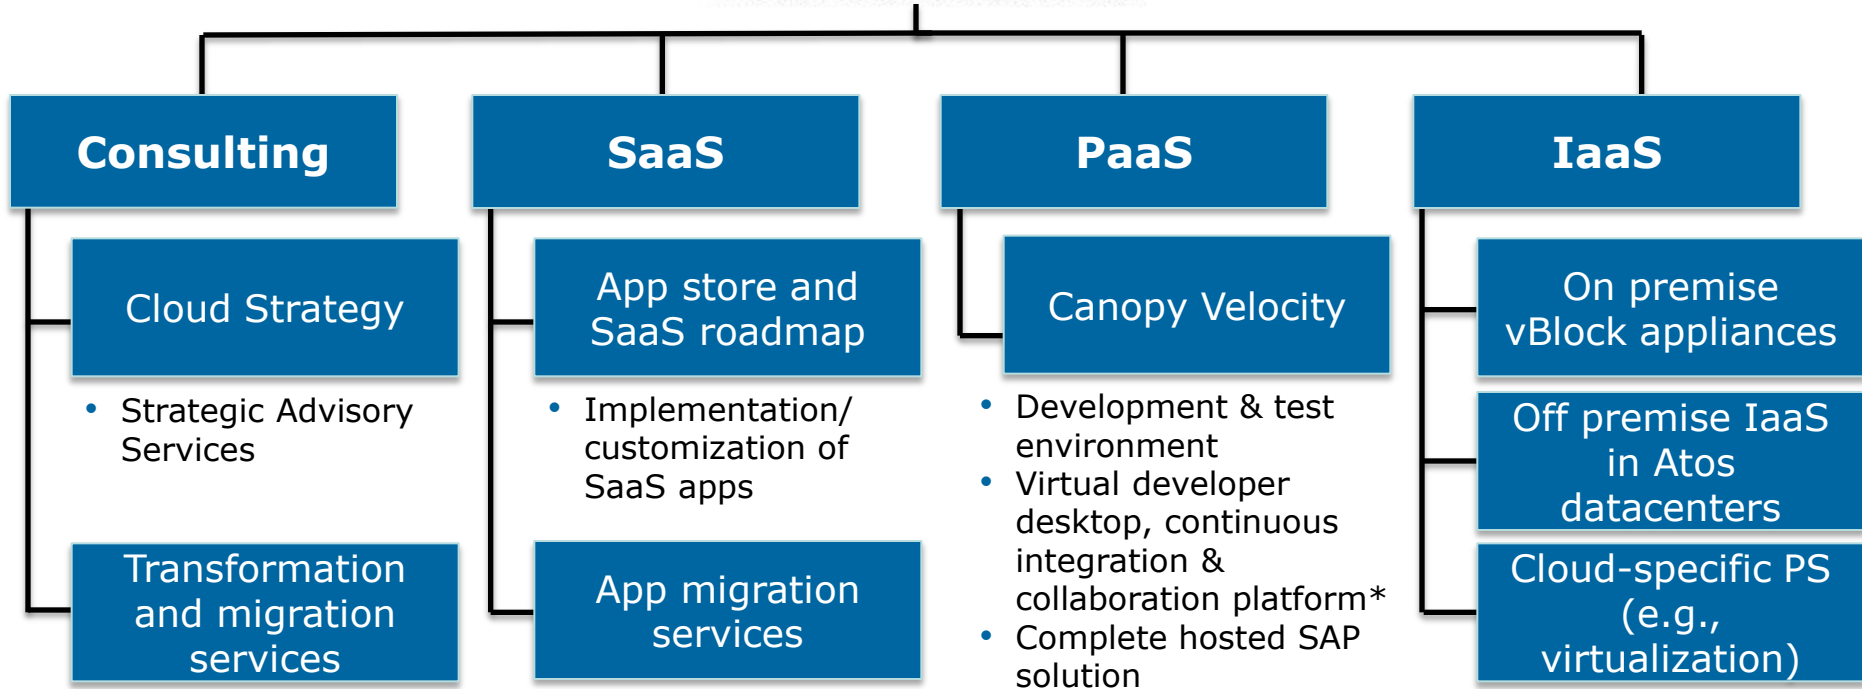 Consulting
SaaS
PaaS
IaaS
Cloud Strategy
• Strategic Advisory
Services
Transformation
and migration
services
App store and
SaaS roadmap
• Implementation/
customization of
SaaS apps
App migration
services
Canopy Velocity
• Development & test
environment
• Virtual developer
desktop, continuous
integration &
collaboration platform*
• Complete hosted SAP
solution
On premise
vBlock appliances
Off premise IaaS
in Atos
datacenters
Cloud-specific PS
(e.g.,
virtualization)